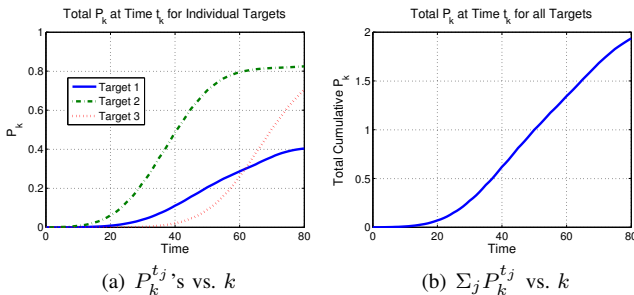 Total P_k at Time t_k for Individual Targets
1
0.8
0.6
0.4
0.2
0
P_k
Target 1
Target 2
Target 3
0 20 40 60 80
Time
(a) P_k^{t_j}'s vs. k
Total P_k at Time t_k for all Targets
2
1.5
1
0.5
0
Total Cumulative P_k
0 20 40 60 80
Time
(b) Σ_j P_k^{t_j} vs. k